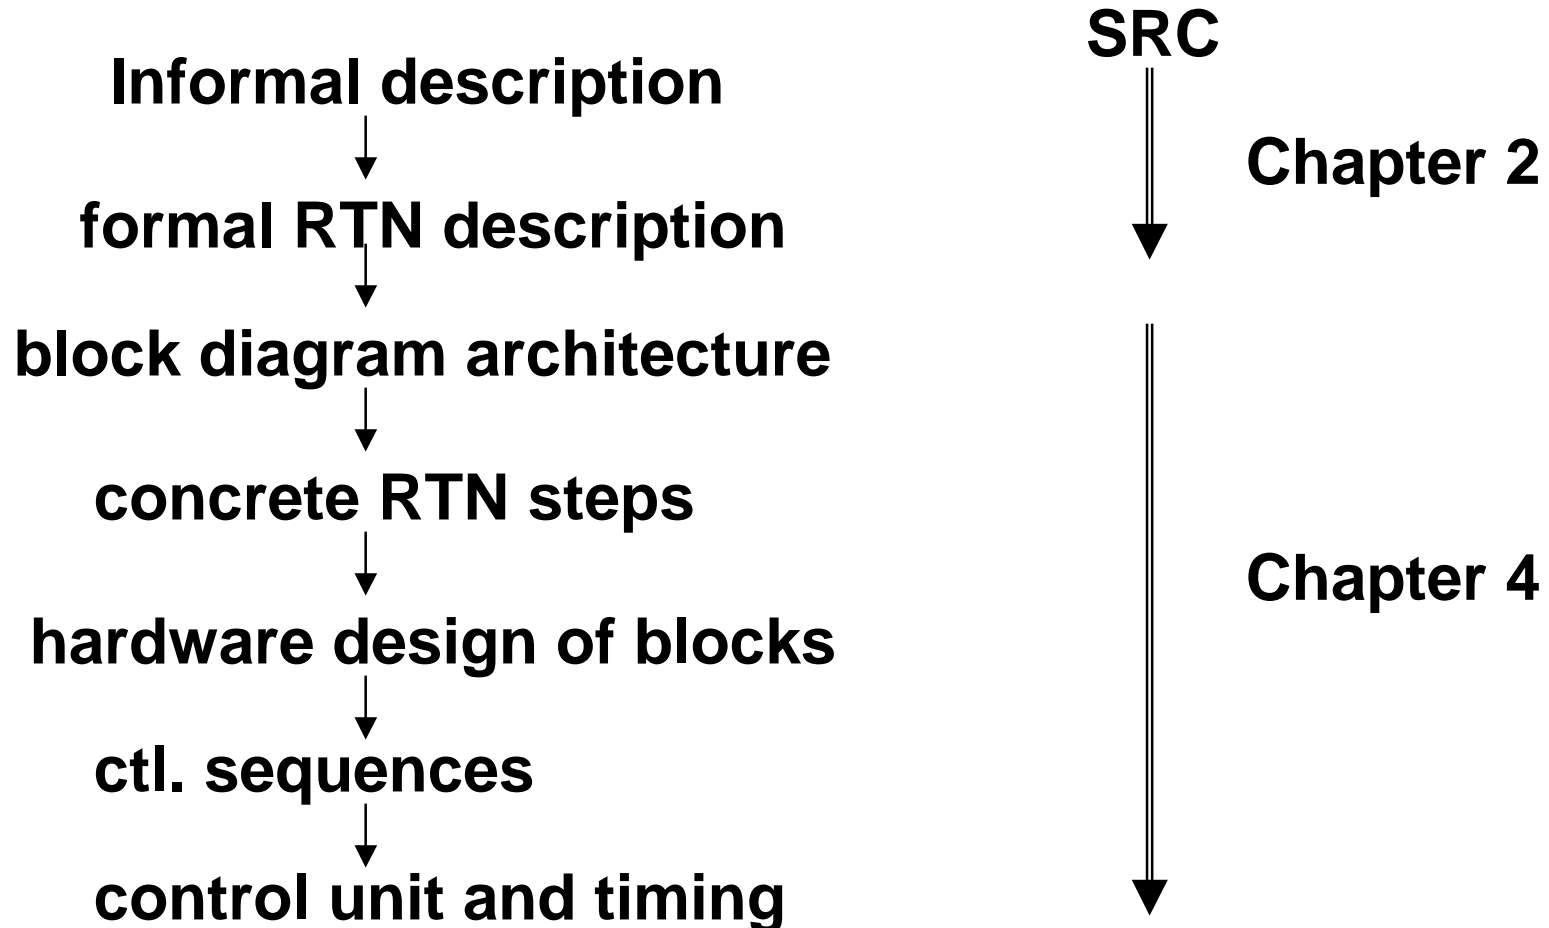 SRC
Informal description
Chapter 2
formal RTN description
block diagram architecture
concrete RTN steps
Chapter 4
hardware design of blocks
ctl. sequences
control unit and timing